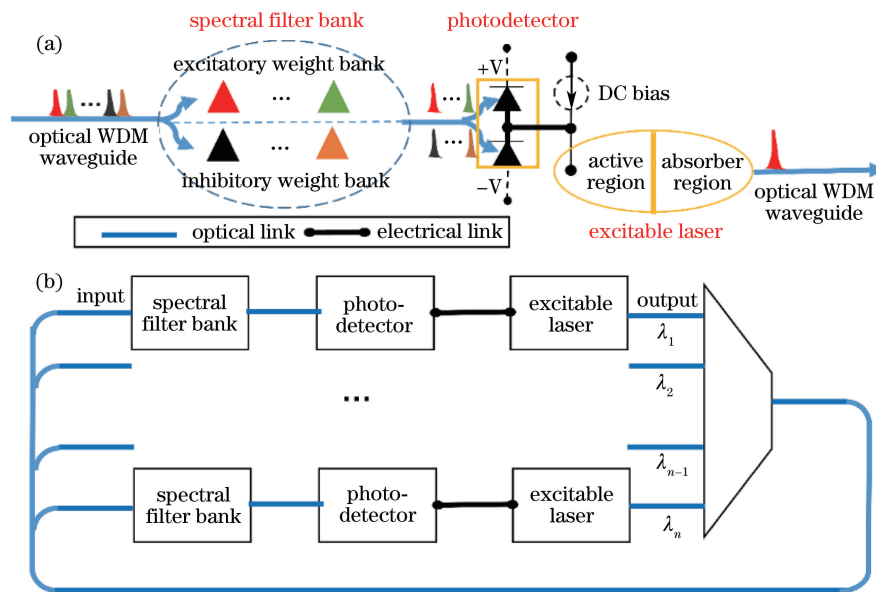 spectral filter bank
photodetector
(a)
excitatory weight bank
+V
...
...
...
DC bias
optical WDM
waveguide
...
...
inhibitory weight bank
−V
active
region
absorber
region
optical WDM
waveguide
excitable laser
optical link
electrical link
(b)
input
spectral
filter bank
photo-
detector
excitable
laser
output
λ1
λ2
...
λn−1
spectral
filter bank
photo-
detector
excitable
laser
λn